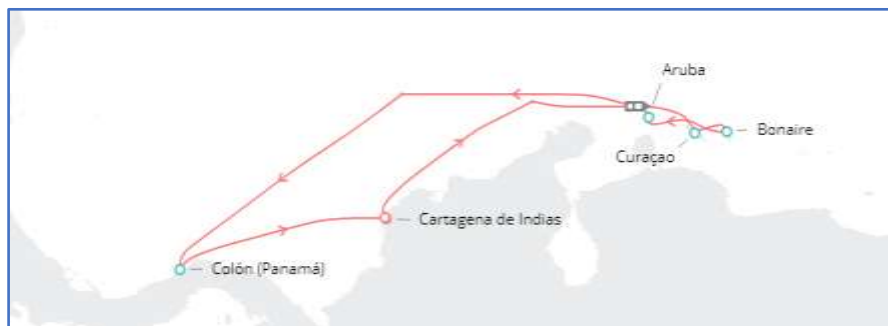 Aruba
Bonaire
Curaçao
Cartagena de Indias
Colón (Panamá)